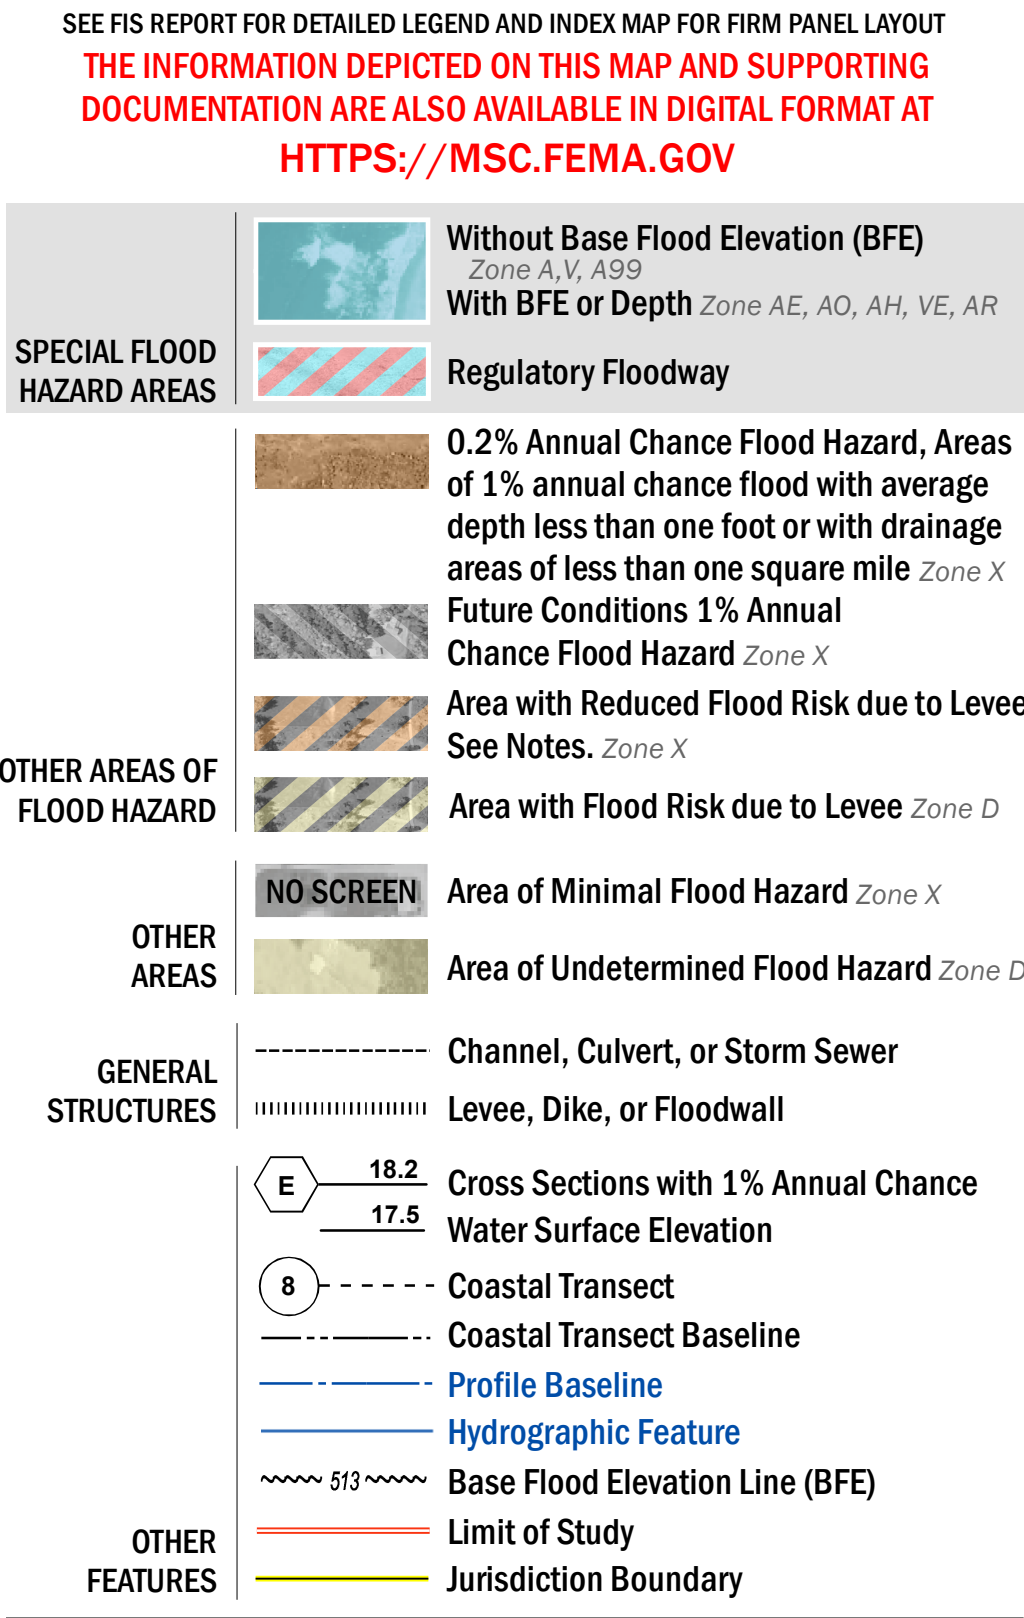 SEE FIS REPORT FOR DETAILED LEGEND AND INDEX MAP FOR FIRM PANEL LAYOUT
THE INFORMATION DEPICTED ON THIS MAP AND SUPPORTING
DOCUMENTATION ARE ALSO AVAILABLE IN DIGITAL FORMAT AT
HTTPS://MSC.FEMA.GOV
SPECIAL FLOOD
HAZARD AREAS
Without Base Flood Elevation (BFE)
Zone A,V, A99
With BFE or Depth Zone AE, AO, AH, VE, AR
Regulatory Floodway
OTHER AREAS OF
FLOOD HAZARD
0.2% Annual Chance Flood Hazard, Areas
of 1% annual chance flood with average
depth less than one foot or with drainage
areas of less than one square mile Zone X
Future Conditions 1% Annual
Chance Flood Hazard Zone X
Area with Reduced Flood Risk due to Levee
See Notes. Zone X
Area with Flood Risk due to Levee Zone D
OTHER
AREAS
NO SCREEN Area of Minimal Flood Hazard Zone X
Area of Undetermined Flood Hazard Zone D
GENERAL
STRUCTURES
Channel, Culvert, or Storm Sewer
Levee, Dike, or Floodwall
OTHER
FEATURES
E 18.2 Cross Sections with 1% Annual Chance
17.5 Water Surface Elevation
8 Coastal Transect
Coastal Transect Baseline
Profile Baseline
Hydrographic Feature
513 Base Flood Elevation Line (BFE)
Limit of Study
Jurisdiction Boundary